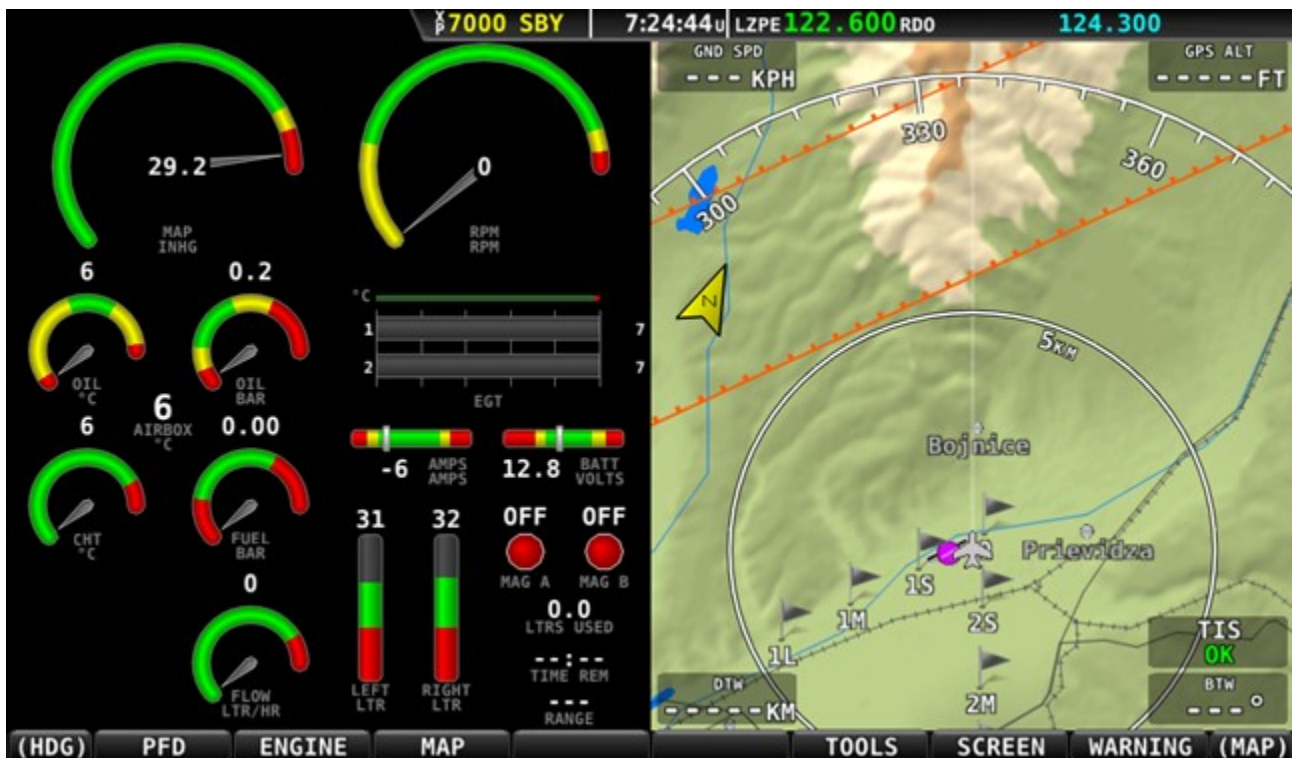 XP 7000 SBY 7:24:44U LZPE 122.600 RDO 124.300
29.2
MAP
INHG
0
RPM
RPM
6
OIL
°C
0.2
OIL
BAR
6
AIRBOX
°C
6
CHT
°C
0.00
FUEL
BAR
0
FLOW
LTR/HR
°C
1 7
2 7
EGT
-6 AMPS
AMPS
12.8 BATT
VOLTS
31
LEFT
LTR
32
RIGHT
LTR
OFF OFF
MAG A MAG B
0.0
LTRS USED
--:--
TIME REM
---
RANGE
GND SPD
---KPH
GPS ALT
-----FT
300
330
360
N
5KM
Bojnice
Prievidza
1S
1M
1L
2S
2M
TIS
OK
DTW
-----KM
BTW
---°
(HDG) PFD ENGINE MAP TOOLS SCREEN WARNING (MAP)